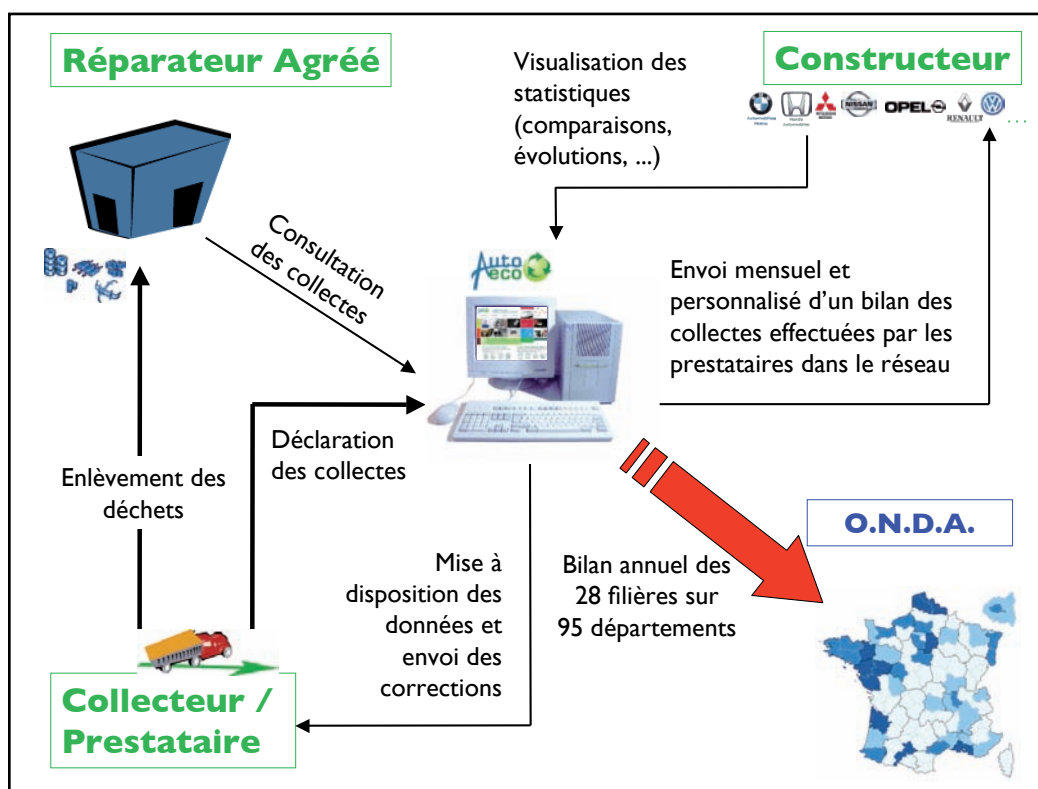 Réparateur Agréé
Visualisation des
statistiques
(comparaisons,
évolutions, ...)
Constructeur
NISSAN
OPEL
RENAULT
...
Consultation
des collectes
Auto
eco
Envoi mensuel et
personnalisé d'un bilan des
collectes effectuées par les
prestataires dans le réseau
Enlèvement des
déchets
Déclaration
des collectes
O.N.D.A.
Mise à
disposition des
données et
envoi des
corrections
Bilan annuel des
28 filières sur
95 départements
Collecteur /
Prestataire